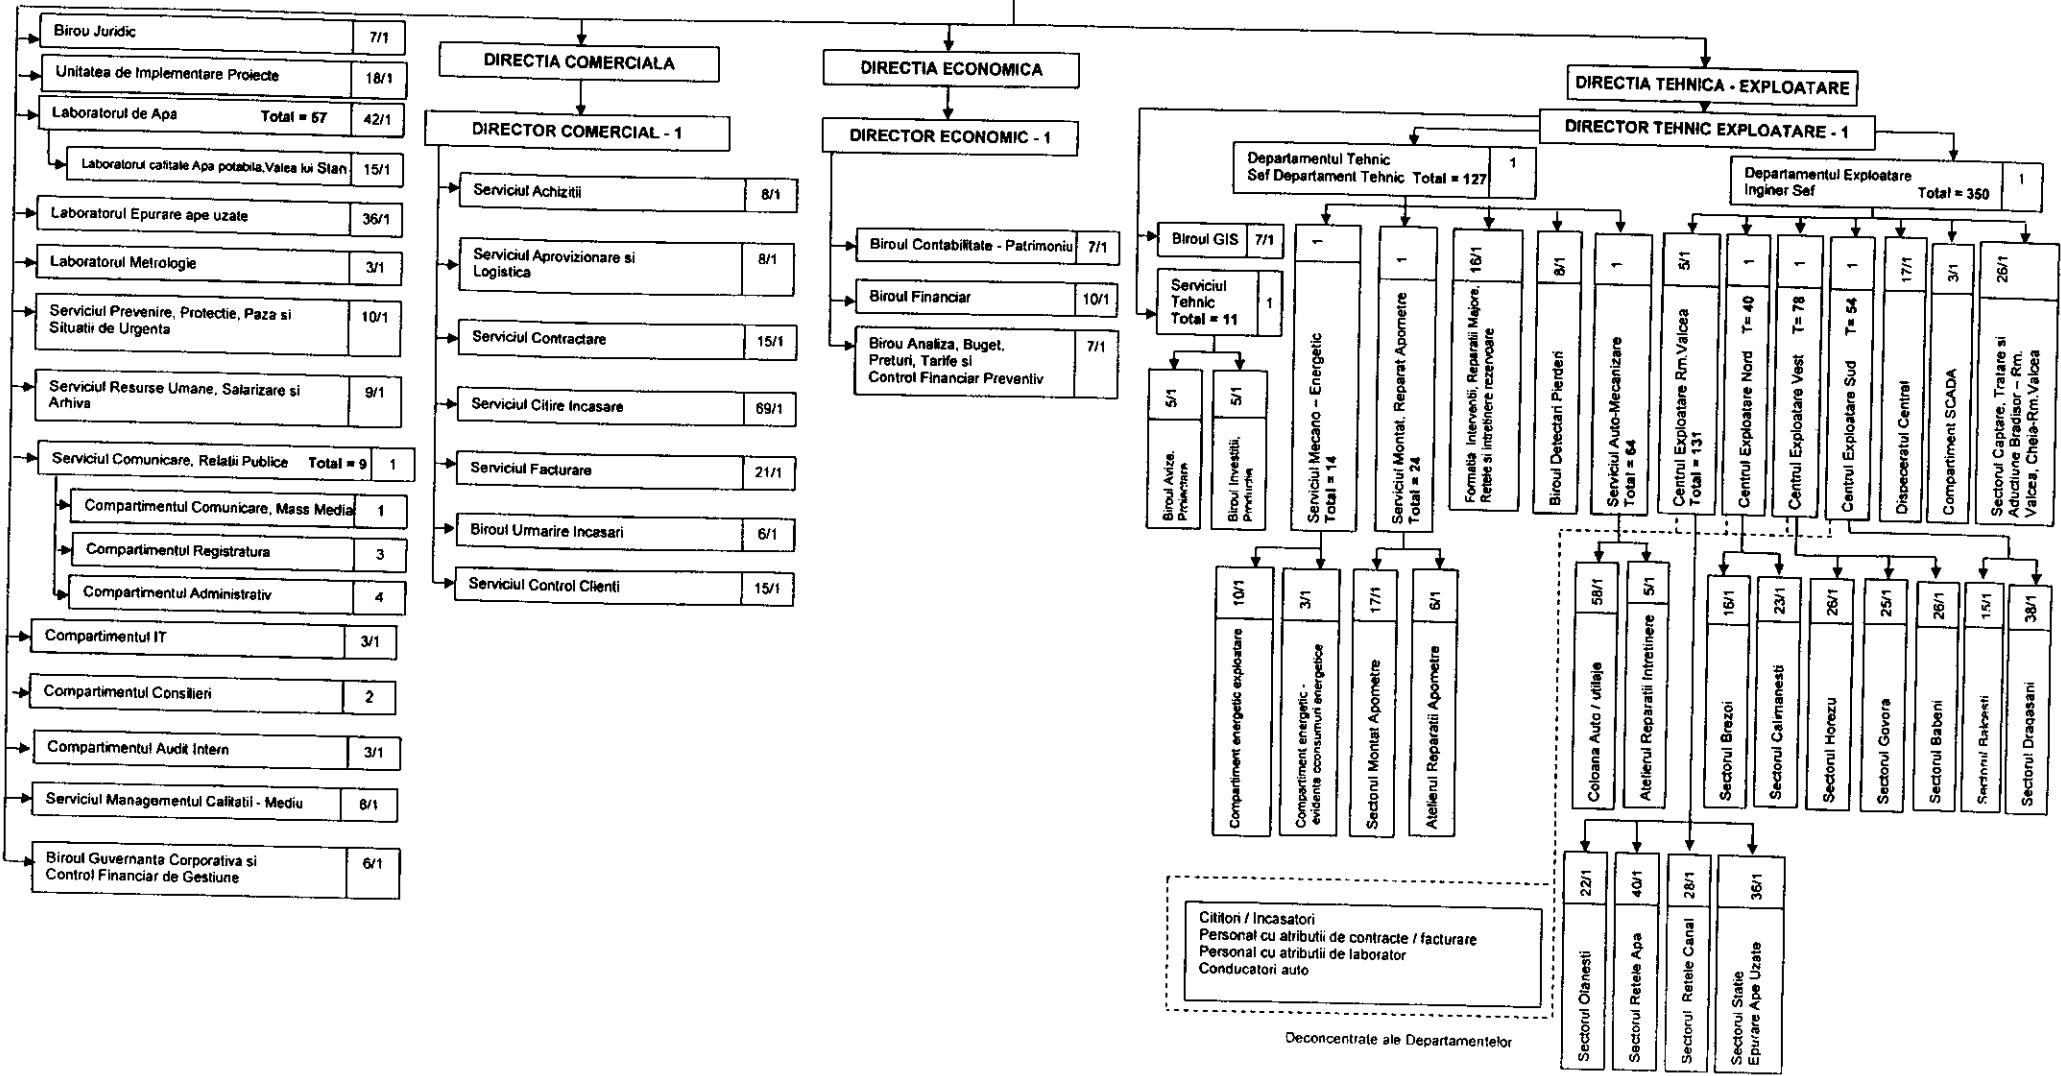 Birou Juridic 7/1
Unitatea de Implementare Proiecte 18/1
Laboratorul de Apa Total = 57 42/1
Laboratorul calitate Apa potabila,Valea lui Stan 15/1
Laboratorul Epurare ape uzate 36/1
Laboratorul Metrologie 3/1
Serviciul Prevenire, Protectie, Paza si
Situatii de Urgenta 10/1
Serviciul Resurse Umane, Salarizare si
Arhiva 9/1
Serviciul Comunicare, Relatii Publice Total = 9 1
Compartimentul Comunicare, Mass Media 1
Compartimentul Registratura 3
Compartimentul Administrativ 4
Compartimentul IT 3/1
Compartimentul Consilieri 2
Compartimentul Audit Intern 3/1
Serviciul Managementul Calitatii - Mediu 8/1
Biroul Guvernanta Corporativa si
Control Financiar de Gestiune 6/1
DIRECTIA COMERCIALA
DIRECTOR COMERCIAL - 1
Serviciul Achizitii 8/1
Serviciul Aprovizionare si
Logistica 8/1
Serviciul Contractare 15/1
Serviciul Citire Incasare 69/1
Serviciul Facturare 21/1
Biroul Urmarire Incasari 6/1
Serviciul Control Clienti 15/1
DIRECTIA ECONOMICA
DIRECTOR ECONOMIC - 1
Biroul Contabilitate - Patrimoniu 7/1
Biroul Financiar 10/1
Birou Analiza, Buget,
Preturi, Tarife si
Control Financiar Preventiv 7/1
DIRECTIA TEHNICA - EXPLOATARE
DIRECTOR TEHNIC EXPLOATARE - 1
Departamentul Tehnic
Sef Departament Tehnic Total = 127 1
Departamentul Exploatare
Inginer Sef Total = 350 1
Biroul GIS 7/1
Serviciul
Tehnic
Total = 11 1
Biroul Avize,
Proiectare 5/1
Biroul Investitii,
Productie 5/1
Serviciul Mecano - Energetic
Total = 14 1
Serviciul Montat, Reparat Apometre
Total = 24 1
Formatia Interventii, Reparatii Majore,
Retele si intretinere rezervoare 16/1
Biroul Detectari Pierderi 8/1
Serviciul Auto-Mecanizare
Total = 64 1
Centrul Exploatare Rm.Valcea
Total = 131 5/1
Centrul Exploatare Nord T= 40 1
Centrul Exploatare Vest T= 78 1
Centrul Exploatare Sud T= 54 1
Dispeceratul Central 17/1
Compartiment SCADA 3/1
Sectorul Captare, Tratare si
Aductiune Bradisor – Rm.
Valcea, Cheia-Rm.Valcea 26/1
Compartiment energetic exploatare 10/1
Compartiment energetic -
evidenta cconsumuri energetice 3/1
Sectorul Montat Apometre 17/1
Atelierul Reparatii Apometre 6/1
Coloana Auto / utilaje 58/1
Atelierul Reparatii Intretinere 5/1
Sectorul Brezoi 16/1
Sectorul Calimanesti 23/1
Sectorul Horezu 26/1
Sectorul Govora 25/1
Sectorul Babeni 26/1
Sectorul Balcesti 15/1
Sectorul Dragasani 38/1
Sectorul Olanesti 22/1
Sectorul Retele Apa 40/1
Sectorul Retele Canal 28/1
Sectorul Statie
Epurare Ape Uzate 36/1
Cititori / Incasatori
Personal cu atributii de contracte / facturare
Personal cu atributii de laborator
Conducatori auto
Deconcentrate ale Departamentelor